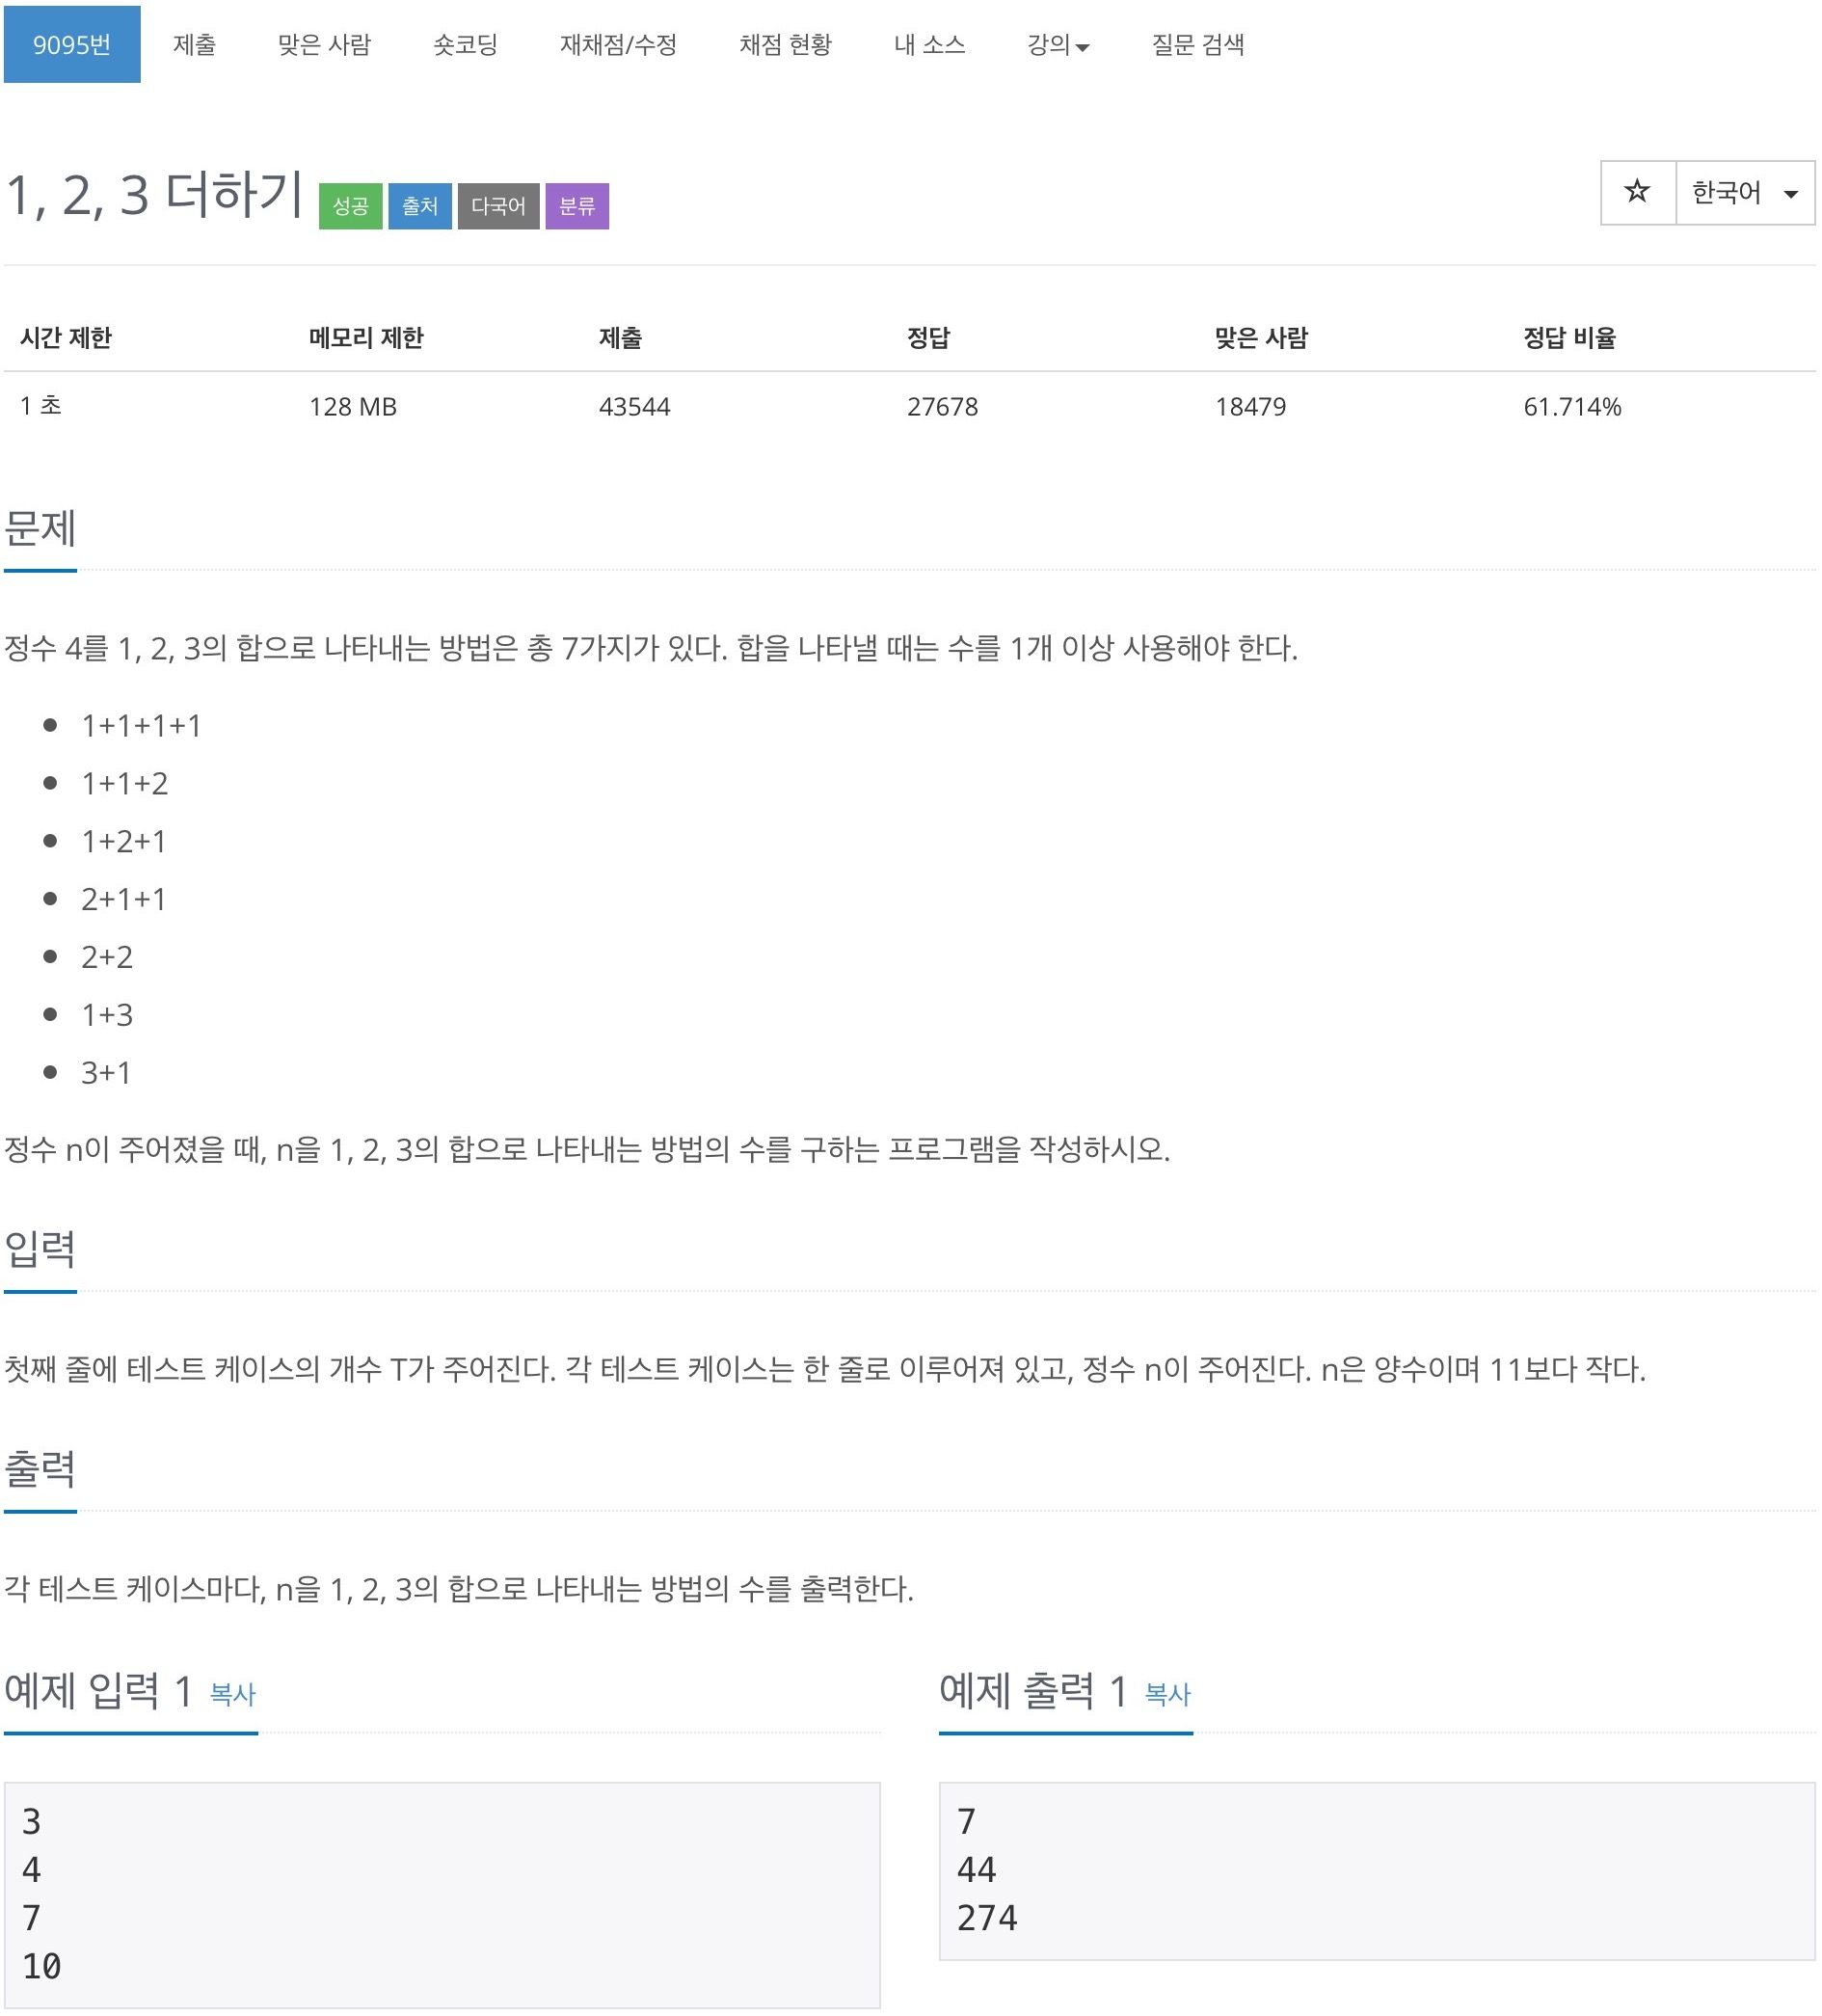 9095번 제출 맞은 사람 숏코딩 재채점/수정 채점 현황 내 소스 강의 질문 검색
1, 2, 3 더하기 성공 출처 다국어 분류 ☆ 한국어
시간 제한 메모리 제한 제출 정답 맞은 사람 정답 비율
1 초 128 MB 43544 27678 18479 61.714%
문제
정수 4를 1, 2, 3의 합으로 나타내는 방법은 총 7가지가 있다. 합을 나타낼 때는 수를 1개 이상 사용해야 한다.
1+1+1+1
1+1+2
1+2+1
2+1+1
2+2
1+3
3+1
정수 n이 주어졌을 때, n을 1, 2, 3의 합으로 나타내는 방법의 수를 구하는 프로그램을 작성하시오.
입력
첫째 줄에 테스트 케이스의 개수 T가 주어진다. 각 테스트 케이스는 한 줄로 이루어져 있고, 정수 n이 주어진다. n은 양수이며 11보다 작다.
출력
각 테스트 케이스마다, n을 1, 2, 3의 합으로 나타내는 방법의 수를 출력한다.
예제 입력 1 복사
3
4
7
10
예제 출력 1 복사
7
44
274